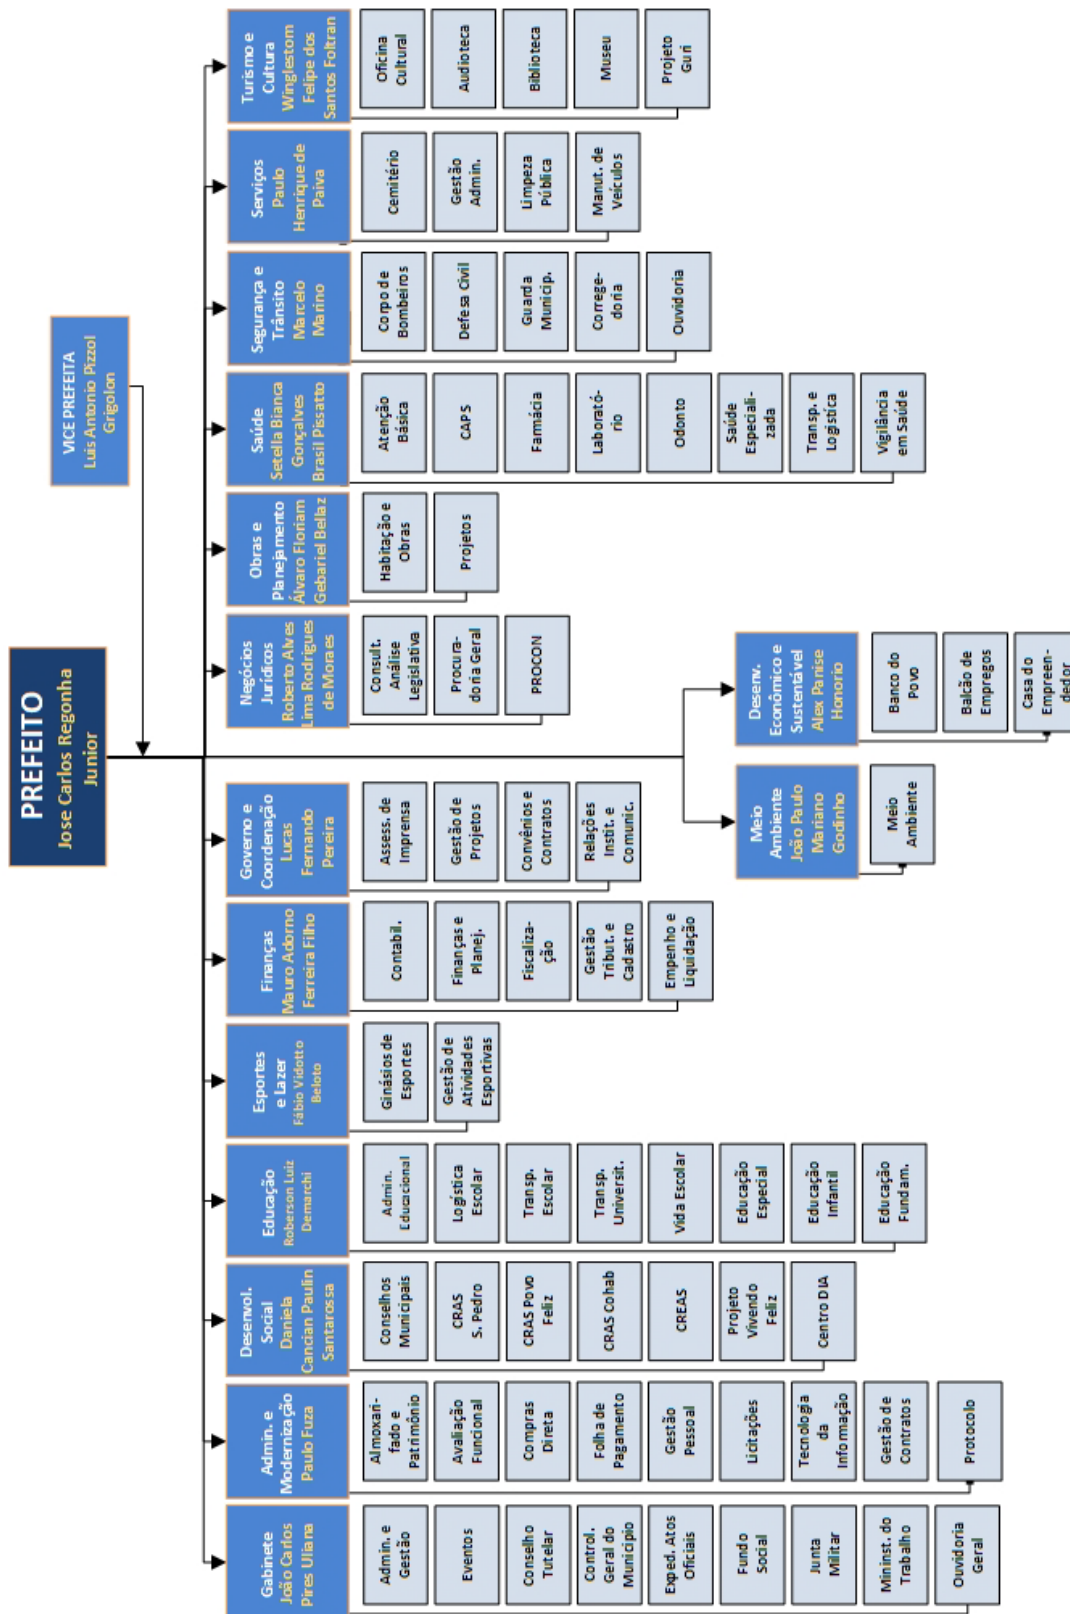 PREFEITO
Jose Carlos Regonha
Junior
VICE PREFEITA
Luis Antonio Pizzol
Grigolon
Gabinete
João Carlos
Pires Uliana
Admin. e
Gestão
Eventos
Conselho
Tutelar
Control.
Geral do
Município
Exped. Atos
Oficiais
Fundo
Social
Junta
Militar
Mininst. do
Trabalho
Ouvidoria
Geral
Admin. e
Modernização
Paulo Fuza
Almoxari-
fado e
Patrimônio
Avaliação
Funcional
Compras
Direta
Folha de
Pagamento
Gestão
Pessoal
Licitações
Tecnologia
da
Informação
Gestão de
Contratos
Protocolo
Desenvol.
Social
Daniela
Cancian Paulin
Santarossa
Conselhos
Municipais
CRAS
S. Pedro
CRAS Povo
Feliz
CRAS Cohab
CREAS
Projeto
Vivendo
Feliz
Centro DIA
Educação
Roberson Luiz
Demarchi
Admin.
Educacional
Logística
Escolar
Transp.
Escolar
Transp.
Universit.
Vida Escolar
Educação
Especial
Educação
Infantil
Educação
Fundam.
Esportes
e Lazer
Fábio Vidotto
Beloto
Ginásios de
Esportes
Gestão de
Atividades
Esportivas
Finanças
Mauro Adorno
Ferreira Filho
Contabil.
Finanças e
Planej.
Fiscaliza-
ção
Gestão
Tribut. e
Cadastro
Empenho e
Liquidação
Governo e
Coordenação
Lucas
Fernando
Pereira
Assess. de
Imprensa
Gestão de
Projetos
Convênios e
Contratos
Relações
Instit. e
Comunic.
Negócios
Jurídicos
Roberto Alves
Lima Rodrigues
de Moraes
Consult.
Análise
Legislativa
Procura-
doria Geral
PROCON
Obras e
Planejamento
Álvaro Floriam
Gebariel Bellaz
Habitação e
Obras
Projetos
Saúde
Setella Bianca
Gonçalves
Brasil Pissatto
Atenção
Básica
CAPS
Farmácia
Laborató-
rio
Odonto
Saúde
Especiali-
zada
Transp. e
Logística
Vigilância
em Saúde
Segurança e
Trânsito
Marcelo
Marino
Corpo de
Bombeiros
Defesa Civil
Guarda
Municip.
Correge-
doria
Ouvidoria
Serviços
Paulo
Henrique de
Paiva
Cemitério
Gestão
Admin.
Limpeza
Pública
Manut. de
Veículos
Turismo e
Cultura
Winglestom
Felipe dos
Santos Foltran
Oficina
Cultural
Audioteca
Biblioteca
Museu
Projeto
Guri
Meio
Ambiente
João Paulo
Mariano
Godinho
Meio
Ambiente
Desenv.
Econômico e
Sustentável
Alex Panise
Honorio
Banco do
Povo
Balcão de
Empregos
Casa do
Empreen-
dedor